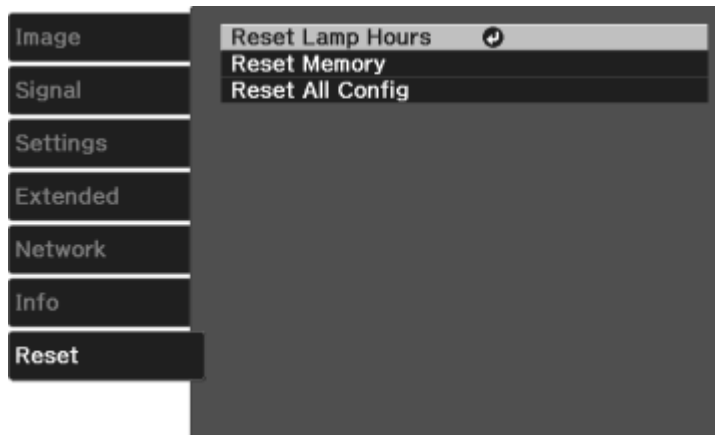 Image
Signal
Settings
Extended
Network
Info
Reset
Reset Lamp Hours
Reset Memory
Reset All Config